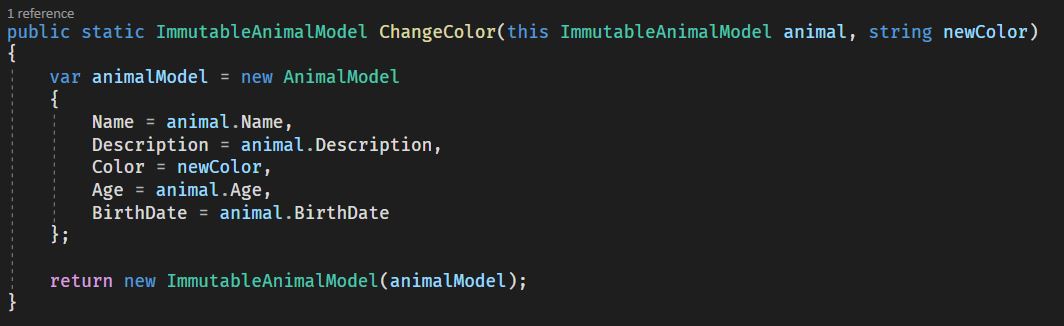 1 reference
public static ImmutableAnimalModel ChangeColor(this ImmutableAnimalModel animal, string newColor)
{
    var animalModel = new AnimalModel
    {
        Name = animal.Name,
        Description = animal.Description,
        Color = newColor,
        Age = animal.Age,
        BirthDate = animal.BirthDate
    };

    return new ImmutableAnimalModel(animalModel);
}